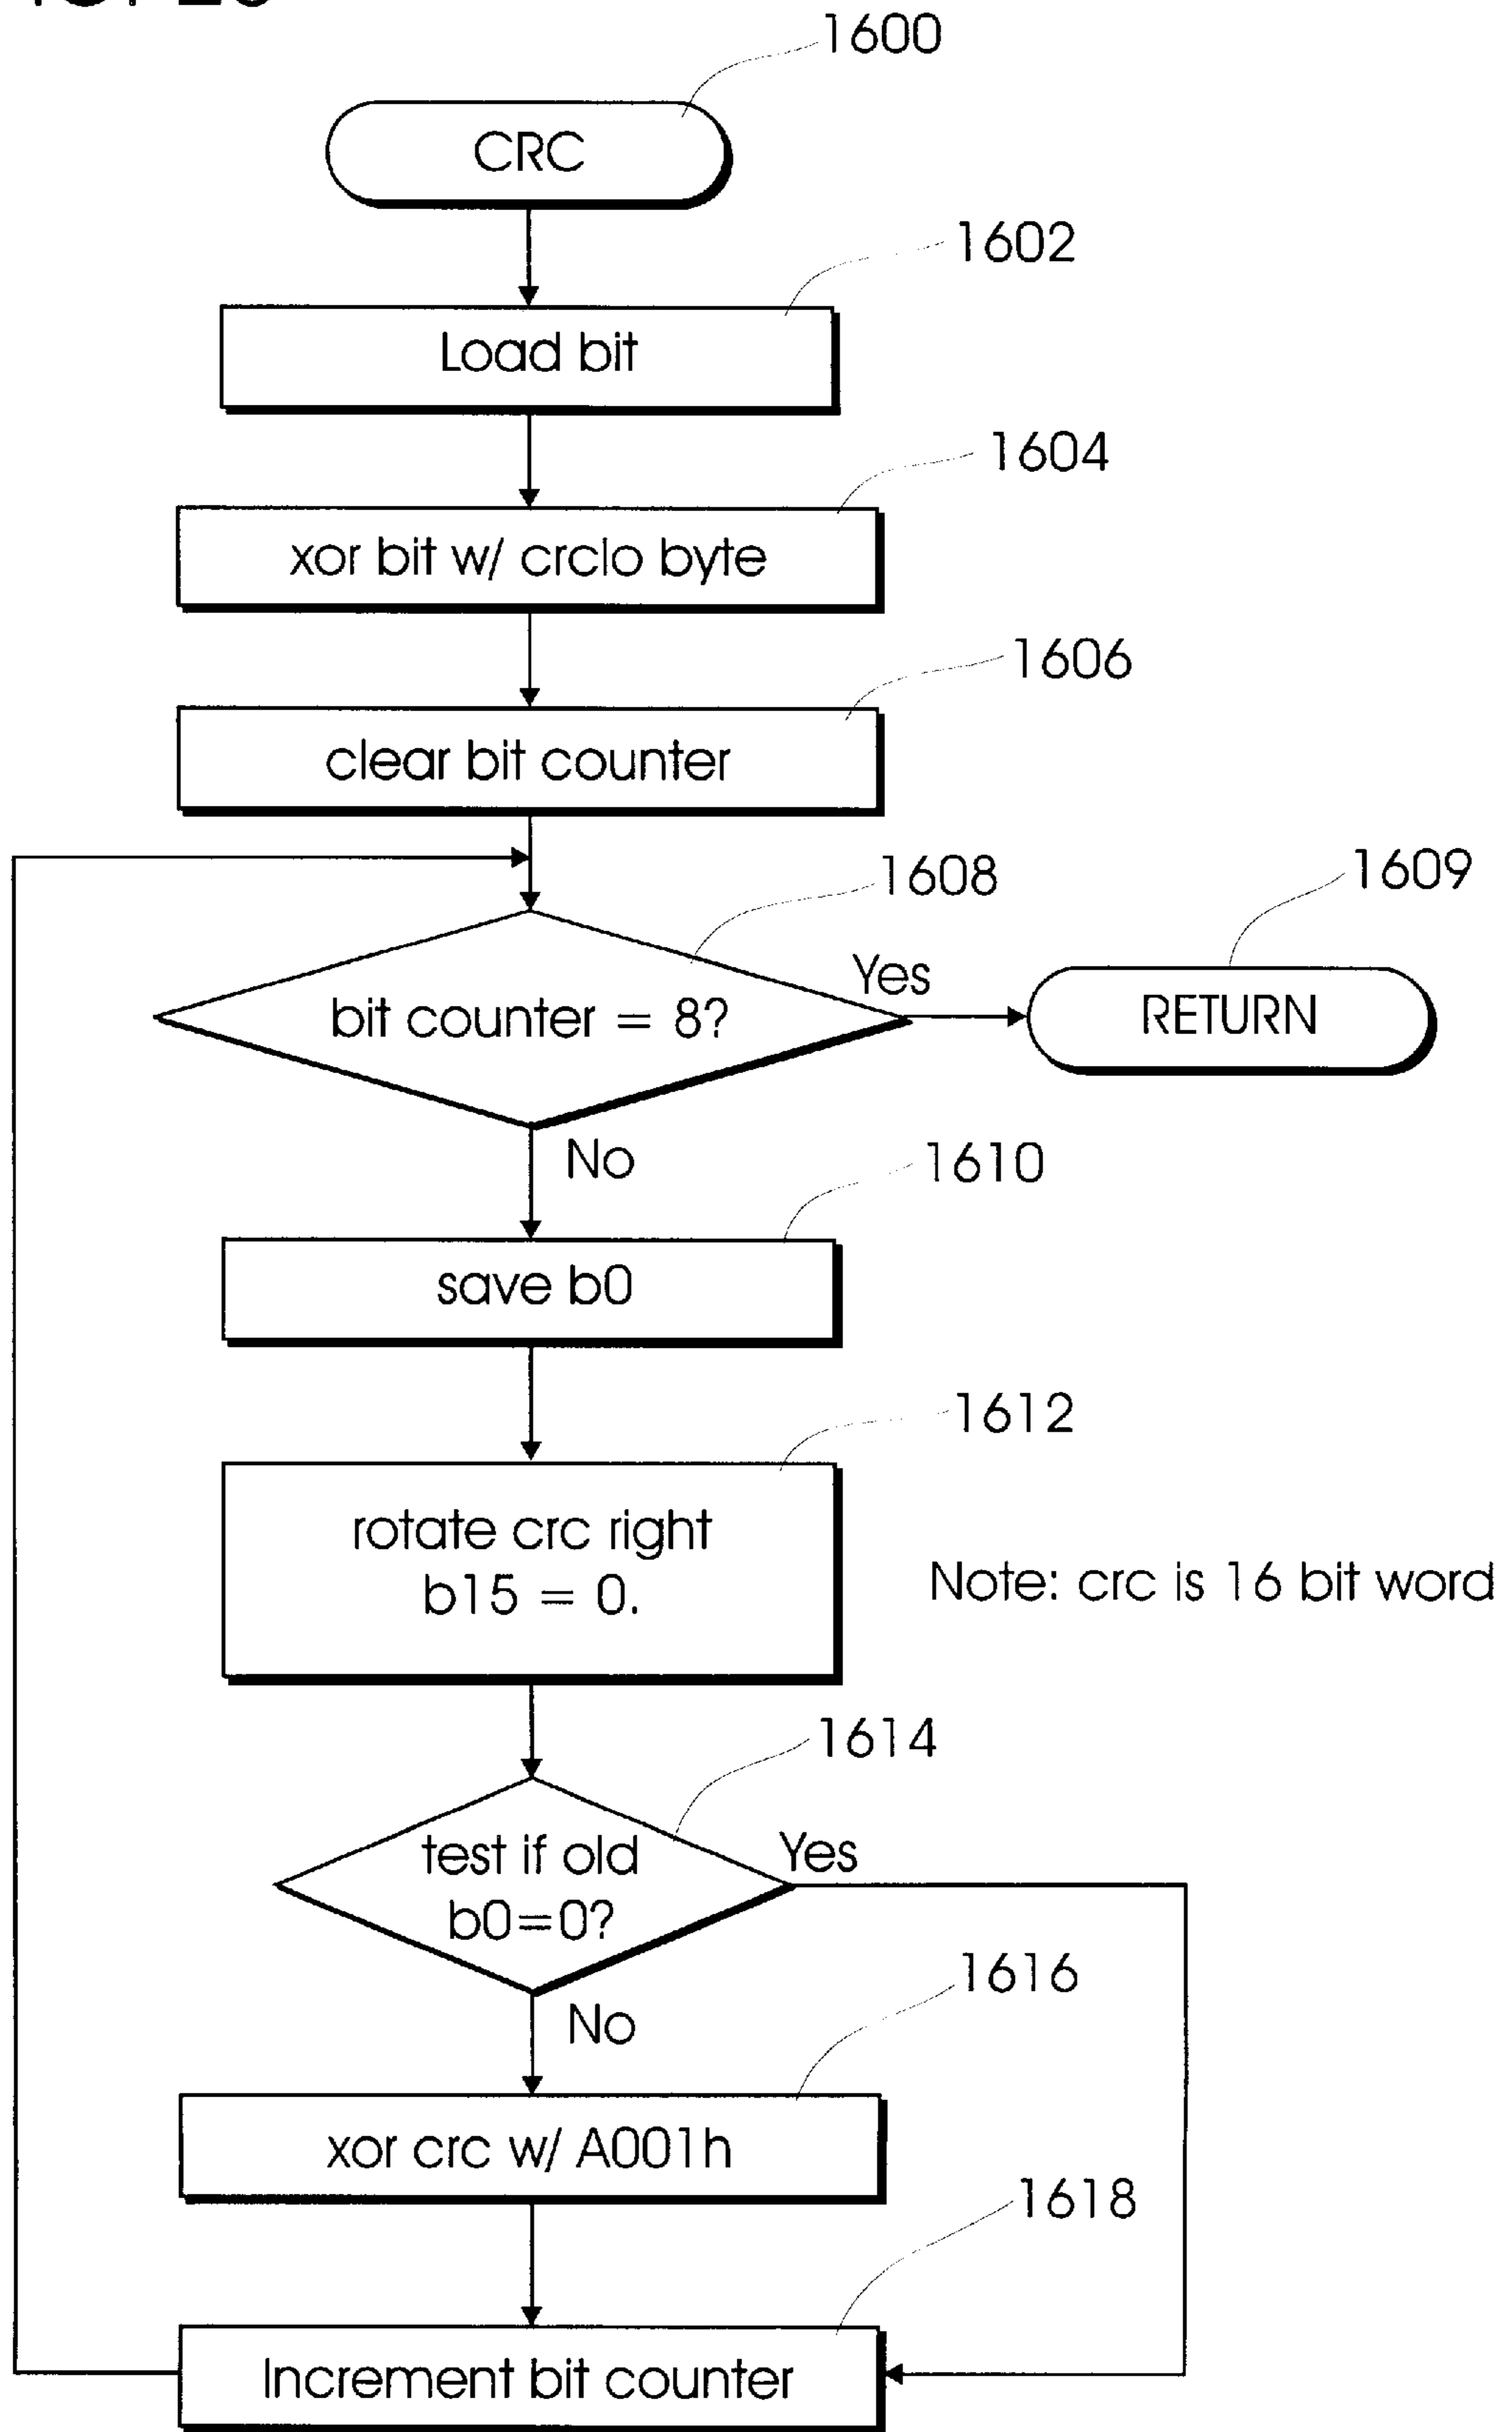 1600
CRC
1602
Load bit
1604
xor bit w/ crclo byte
1606
clear bit counter
1608
1609
Yes
bit counter = 8?
RETURN
No
1610
save b0
1612
rotate crc right
b15 = 0.
Note: crc is 16 bit word
1614
test if old
b0=0?
Yes
1616
No
xor crc w/ A001h
1618
Increment bit counter